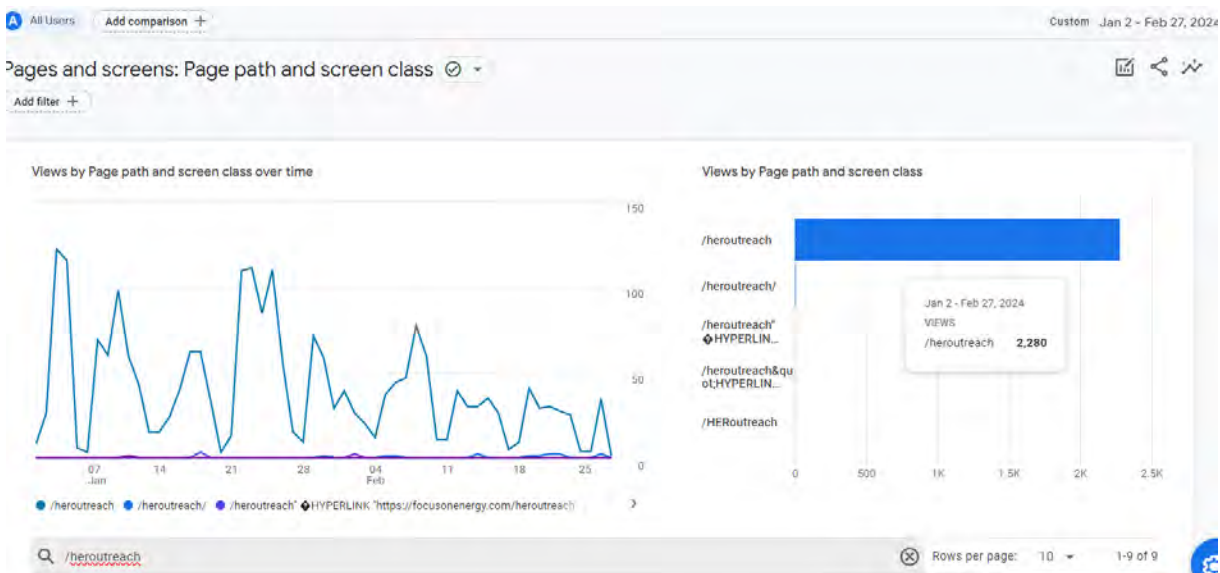 A All Users Add comparison + Custom Jan 2 - Feb 27, 2024
Pages and screens: Page path and screen class
Add filter +
Views by Page path and screen class over time
150
100
50
0
07 Jan 14 21 28 04 Feb 11 18 25
/heroutreach /heroutreach/ /heroutreach" �HYPERLINK "https://focusonenergy.com/heroutreach
Views by Page path and screen class
/heroutreach
/heroutreach/
/heroutreach"
�HYPERLIN...
/heroutreach&qu
ot;HYPERLIN...
/HERoutreach
Jan 2 - Feb 27, 2024
VIEWS
/heroutreach 2,280
0 500 1K 1.5K 2K 2.5K
/heroutreach Rows per page: 10 1-9 of 9